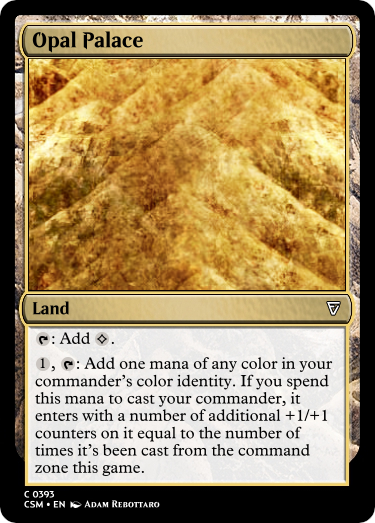 Opal Palace
Land
: Add .
1, : Add one mana of any color in your
commander's color identity. If you spend
this mana to cast your commander, it
enters with a number of additional +1/+1
counters on it equal to the number of
times it's been cast from the command
zone this game.
C 0393
CSM • EN Adam Rebottaro